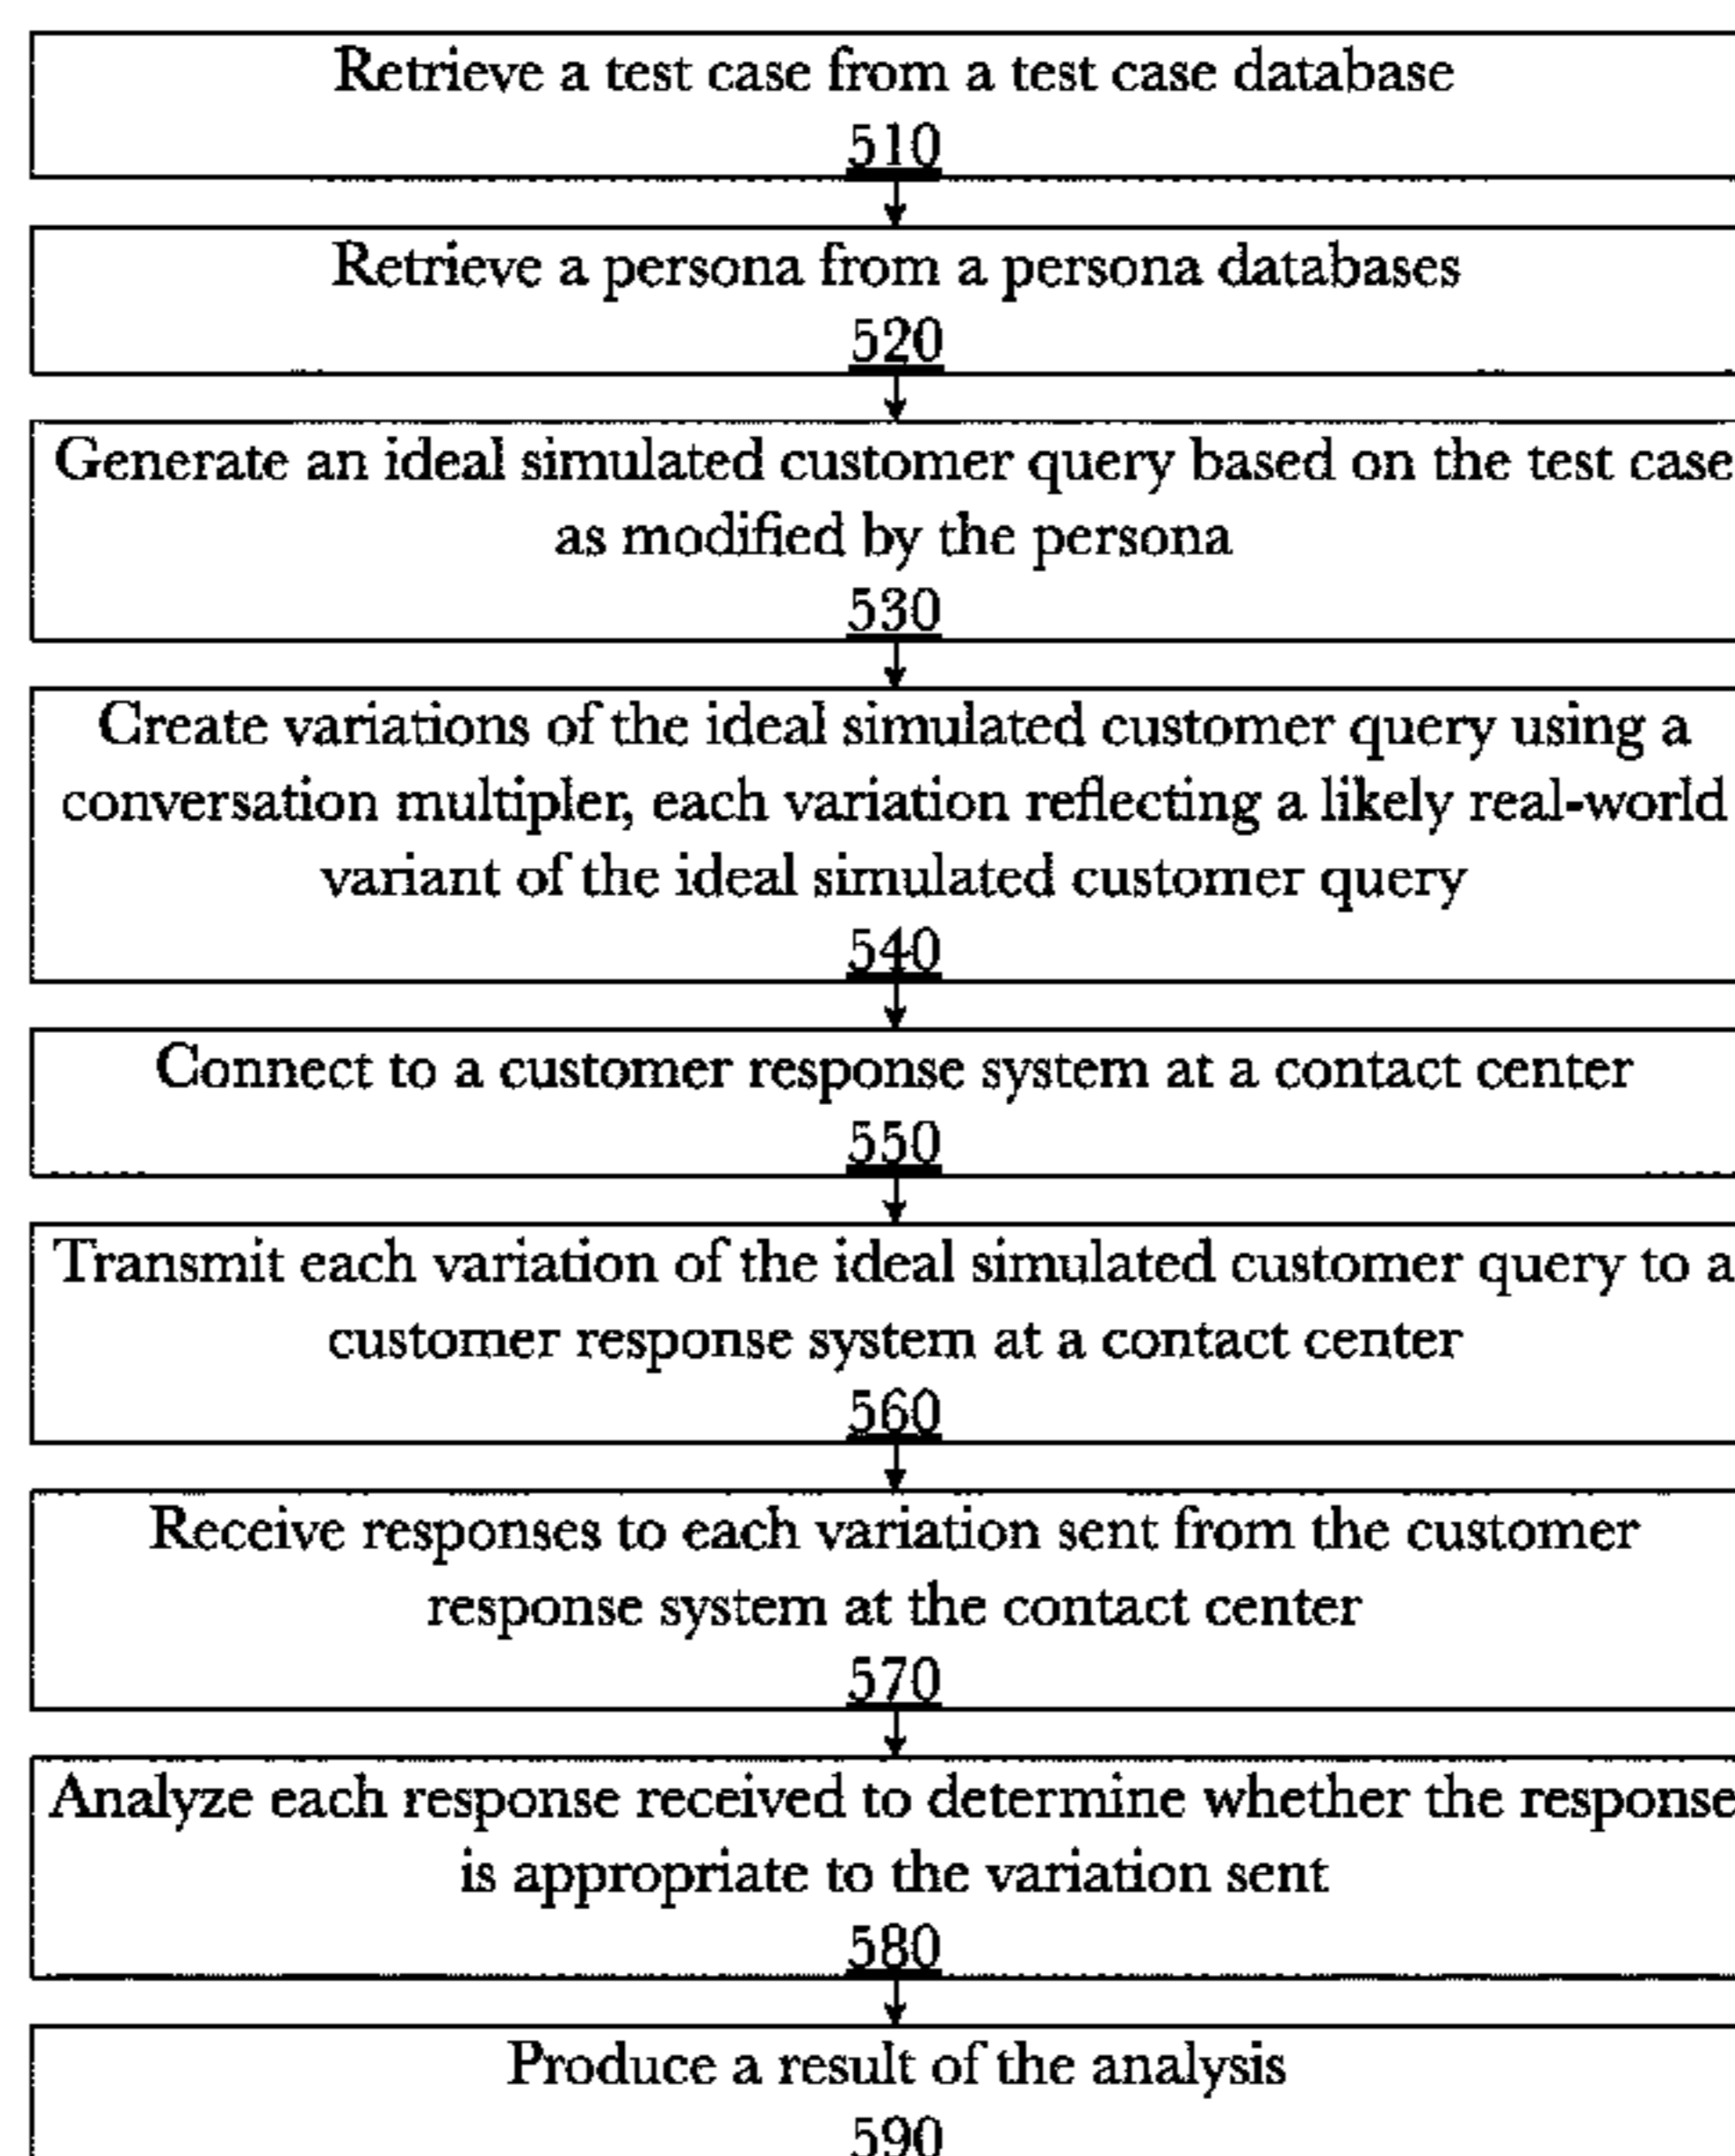 Retrieve a test case from a test case database
510
Retrieve a persona from a persona databases
520
Generate an ideal simulated customer query based on the test case
as modified by the persona
530
Create variations of the ideal simulated customer query using a
conversation multipler, each variation reflecting a likely real-world
variant of the ideal simulated customer query
540
Connect to a customer response system at a contact center
550
Transmit each variation of the ideal simulated customer query to a
customer response system at a contact center
560
Receive responses to each variation sent from the customer
response system at the contact center
570
Analyze each response received to determine whether the response
is appropriate to the variation sent
580
Produce a result of the analysis
590